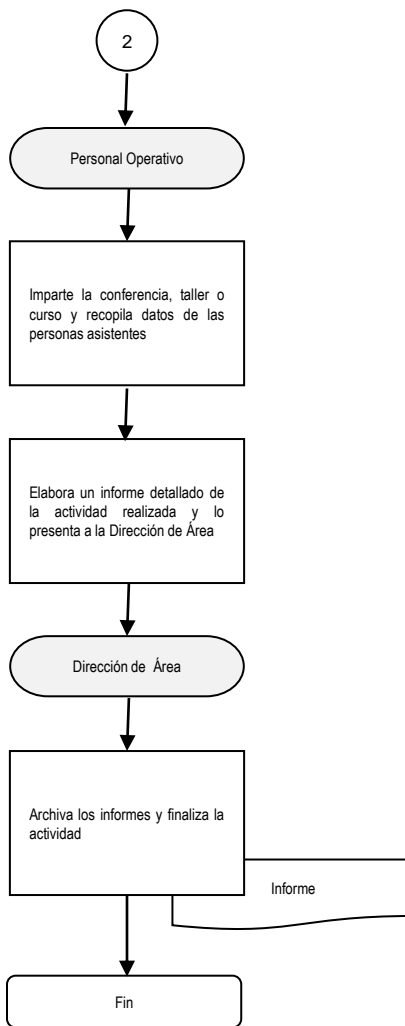 2
Personal Operativo
Imparte la conferencia, taller o
curso y recopila datos de las
personas asistentes
Elabora un informe detallado de
la actividad realizada y lo
presenta a la Dirección de Área
Dirección de Área
Archiva los informes y finaliza la
actividad
Informe
Fin